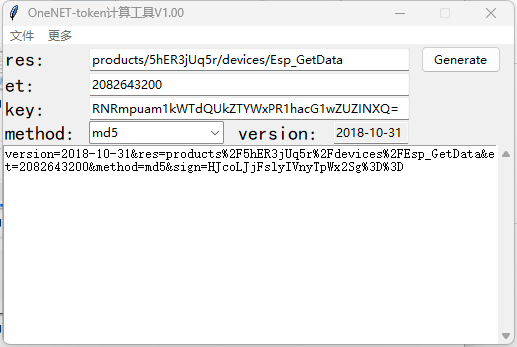 OneNET-token计算工具V1.00
文件 更多
res: products/5hER3jUq5r/devices/Esp_GetData Generate
et: 2082643200
key: RNRmpuam1kWTdQUkZTYWxPR1hacG1wZUZINXQ=
method: md5 version: 2018-10-31
version=2018-10-31&res=products%2F5hER3jUq5r%2Fdevices%2FEsp_GetData&e
t=2082643200&method=md5&sign=HJcoLJjFslyIVnyTpWx2Sg%3D%3D